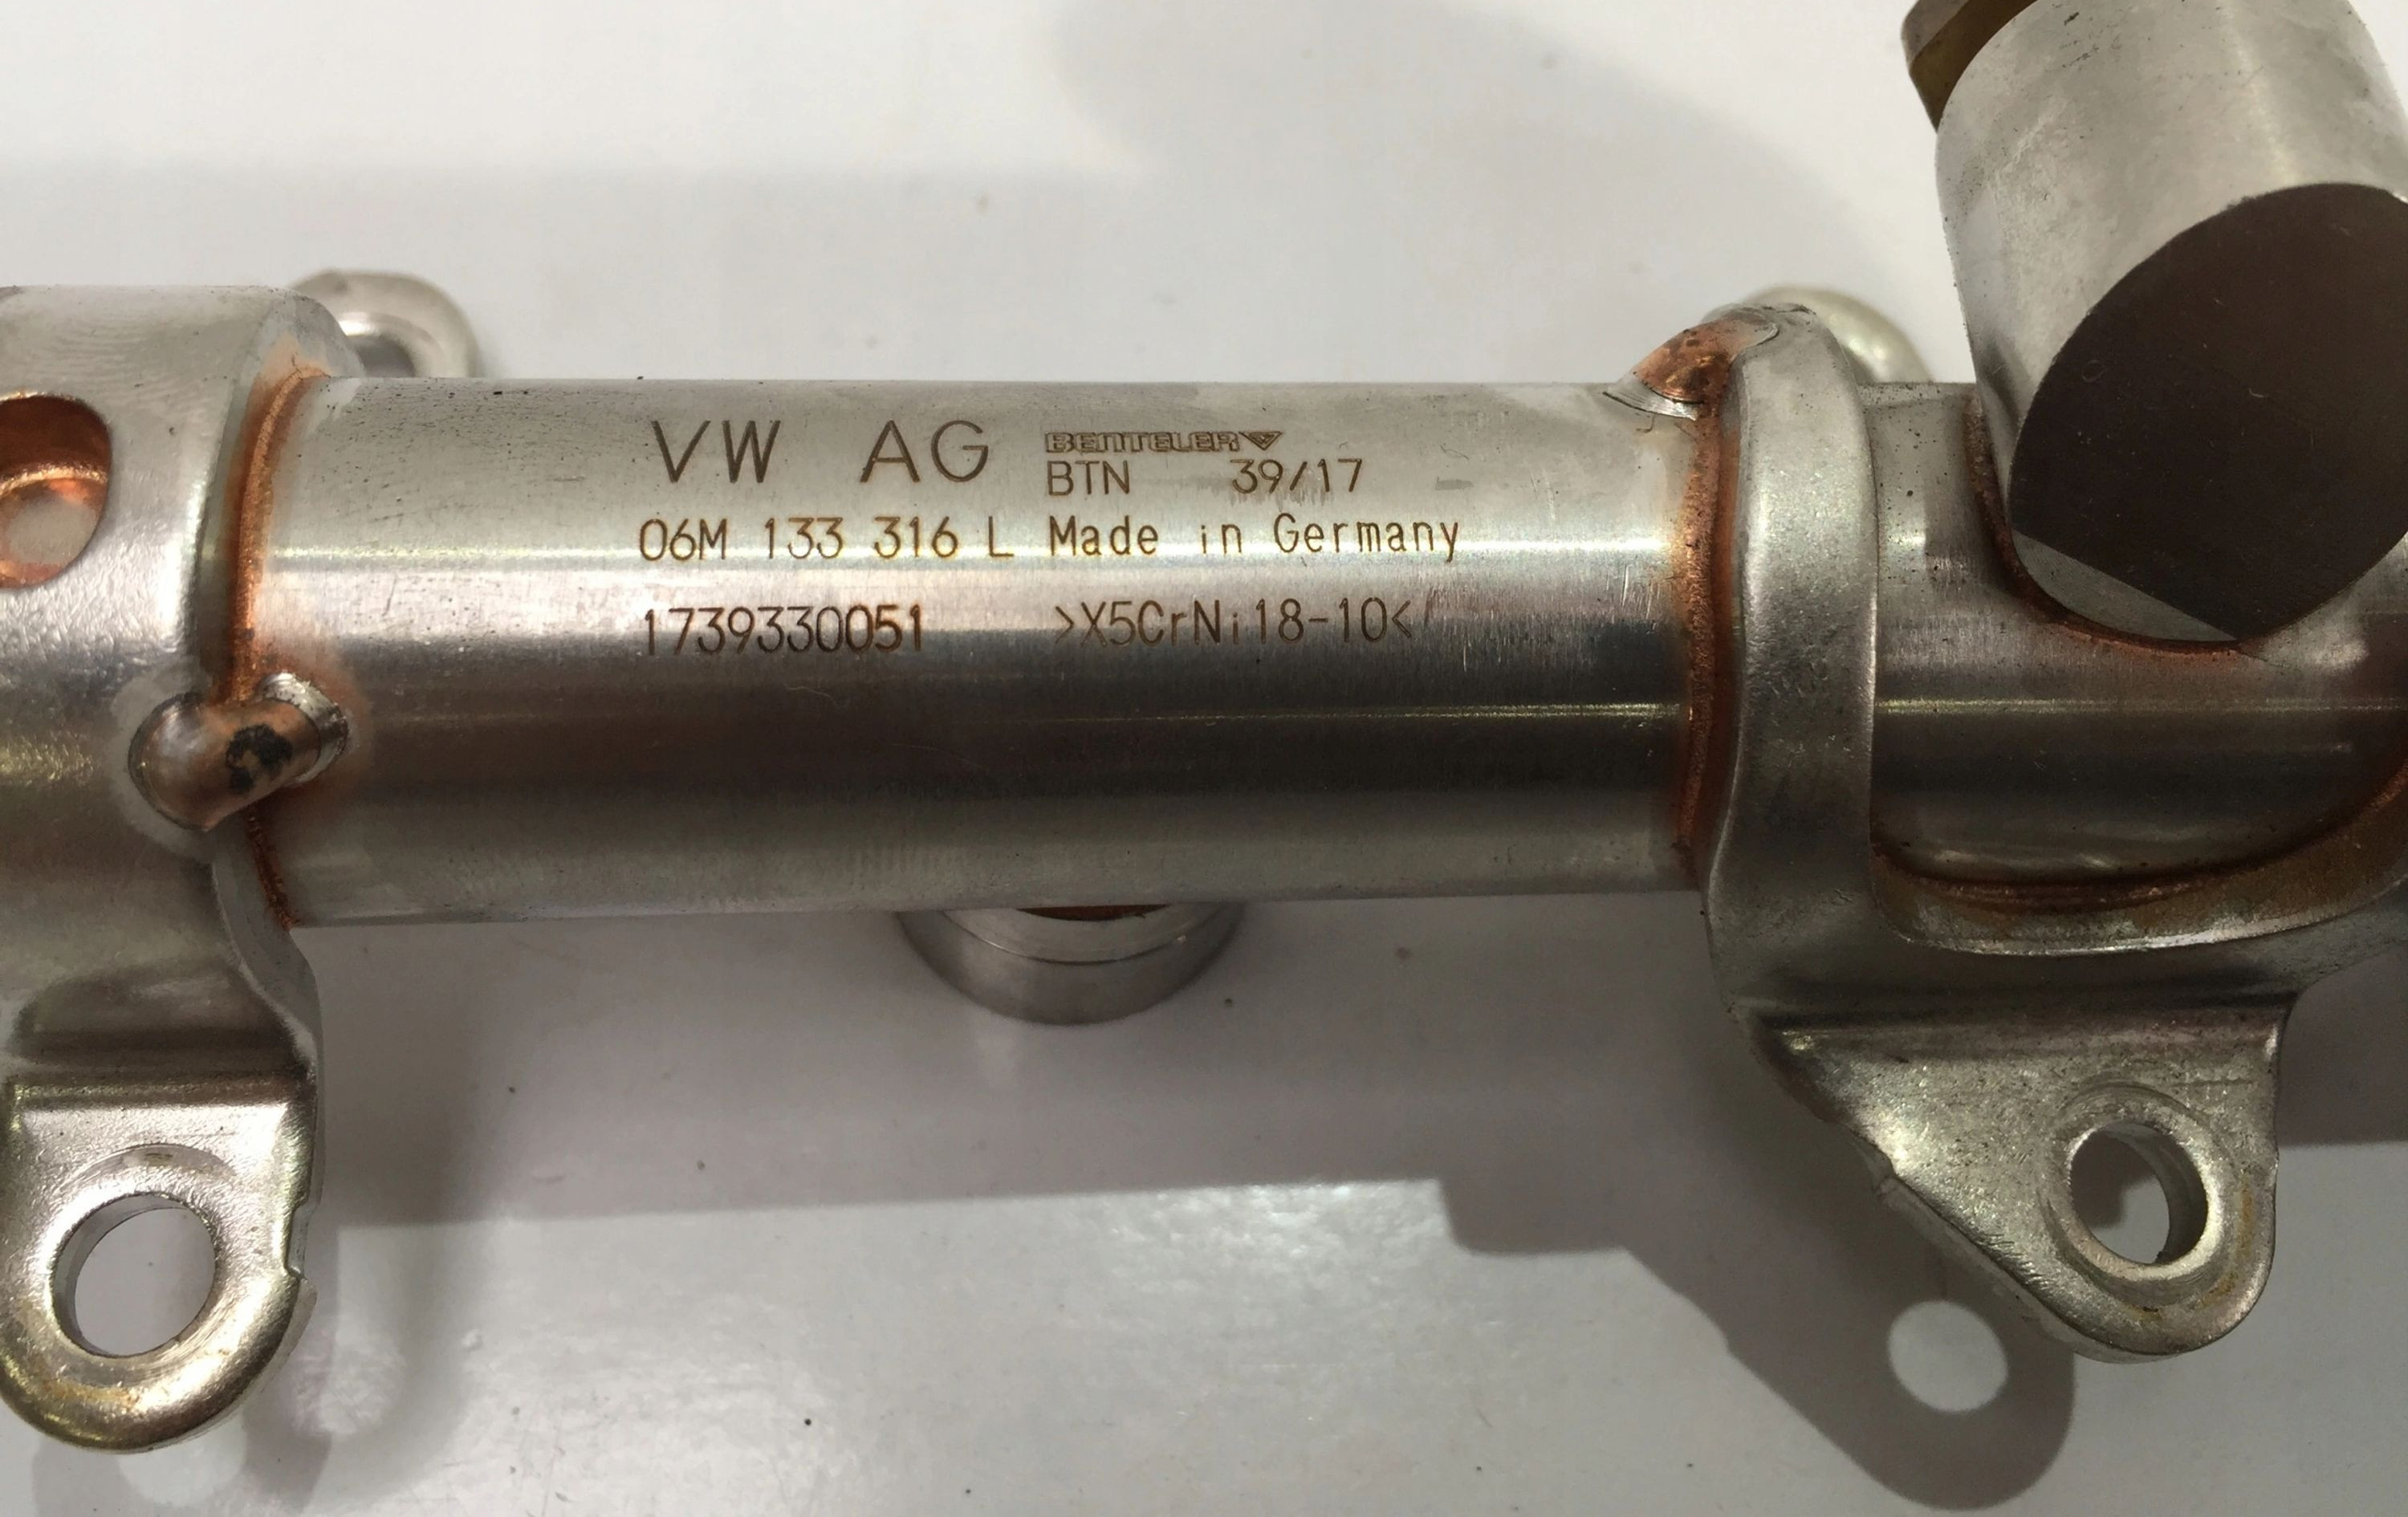 VW AG BENTELER
BTN 39/17
06M 133 316 L Made in Germany
1739330051 >X5CrNi18-10<